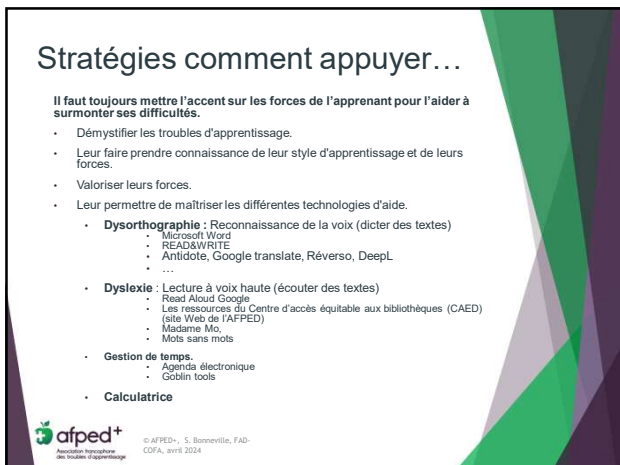 Stratégies comment appuyer…
Il faut toujours mettre l'accent sur les forces de l'apprenant pour l'aider à
surmonter ses difficultés.
• Démystifier les troubles d'apprentissage.
• Leur faire prendre connaissance de leur style d'apprentissage et de leurs
forces.
• Valoriser leurs forces.
• Leur permettre de maîtriser les différentes technologies d'aide.
• Dysorthographie : Reconnaissance de la voix (dicter des textes)
• Microsoft Word
• READ&WRITE
• Antidote, Google translate, Réverso, DeepL
• …
• Dyslexie : Lecture à voix haute (écouter des textes)
• Read Aloud Google
• Les ressources du Centre d'accès équitable aux bibliothèques (CAED)
(site Web de l'AFPED)
• Madame Mo,
• Mots sans mots
• Gestion de temps.
• Agenda électronique
• Goblin tools
• Calculatrice
afped+
Association francophone
des troubles d'apprentissage
© AFPED+, S. Bonneville, FAD-
COFA, avril 2024